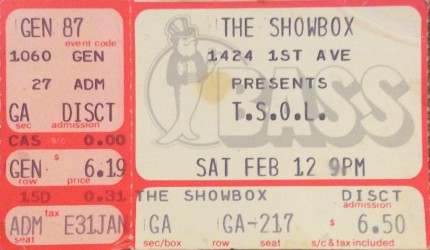 GEN 87
event code
1060 GEN
27 ADM
GA DISCT
sec admission
CAS $ 0.00
GEN $ 6.19
row price
15D 0.31
seat tax
ADM E31JAN
THE SHOWBOX
1424 1ST AVE
PRESENTS
T.S.O.L.
BASS
SAT FEB 12 9PM
THE SHOWBOX DISCT
admission
GA GA-217 $ 6.50
sec/box row seat s/c & tax included